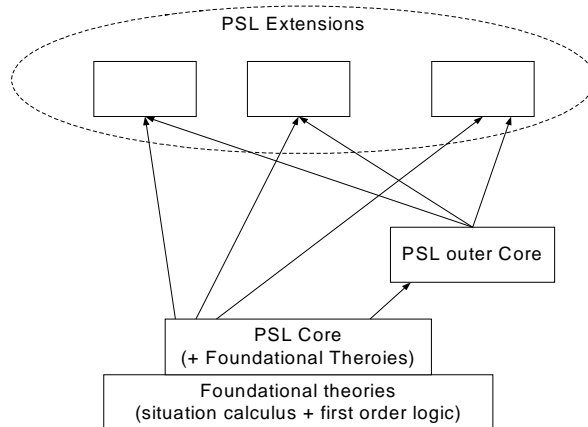 PSL Extensions
PSL outer Core
PSL Core
(+ Foundational Theroies)
Foundational theories
(situation calculus + first order logic)